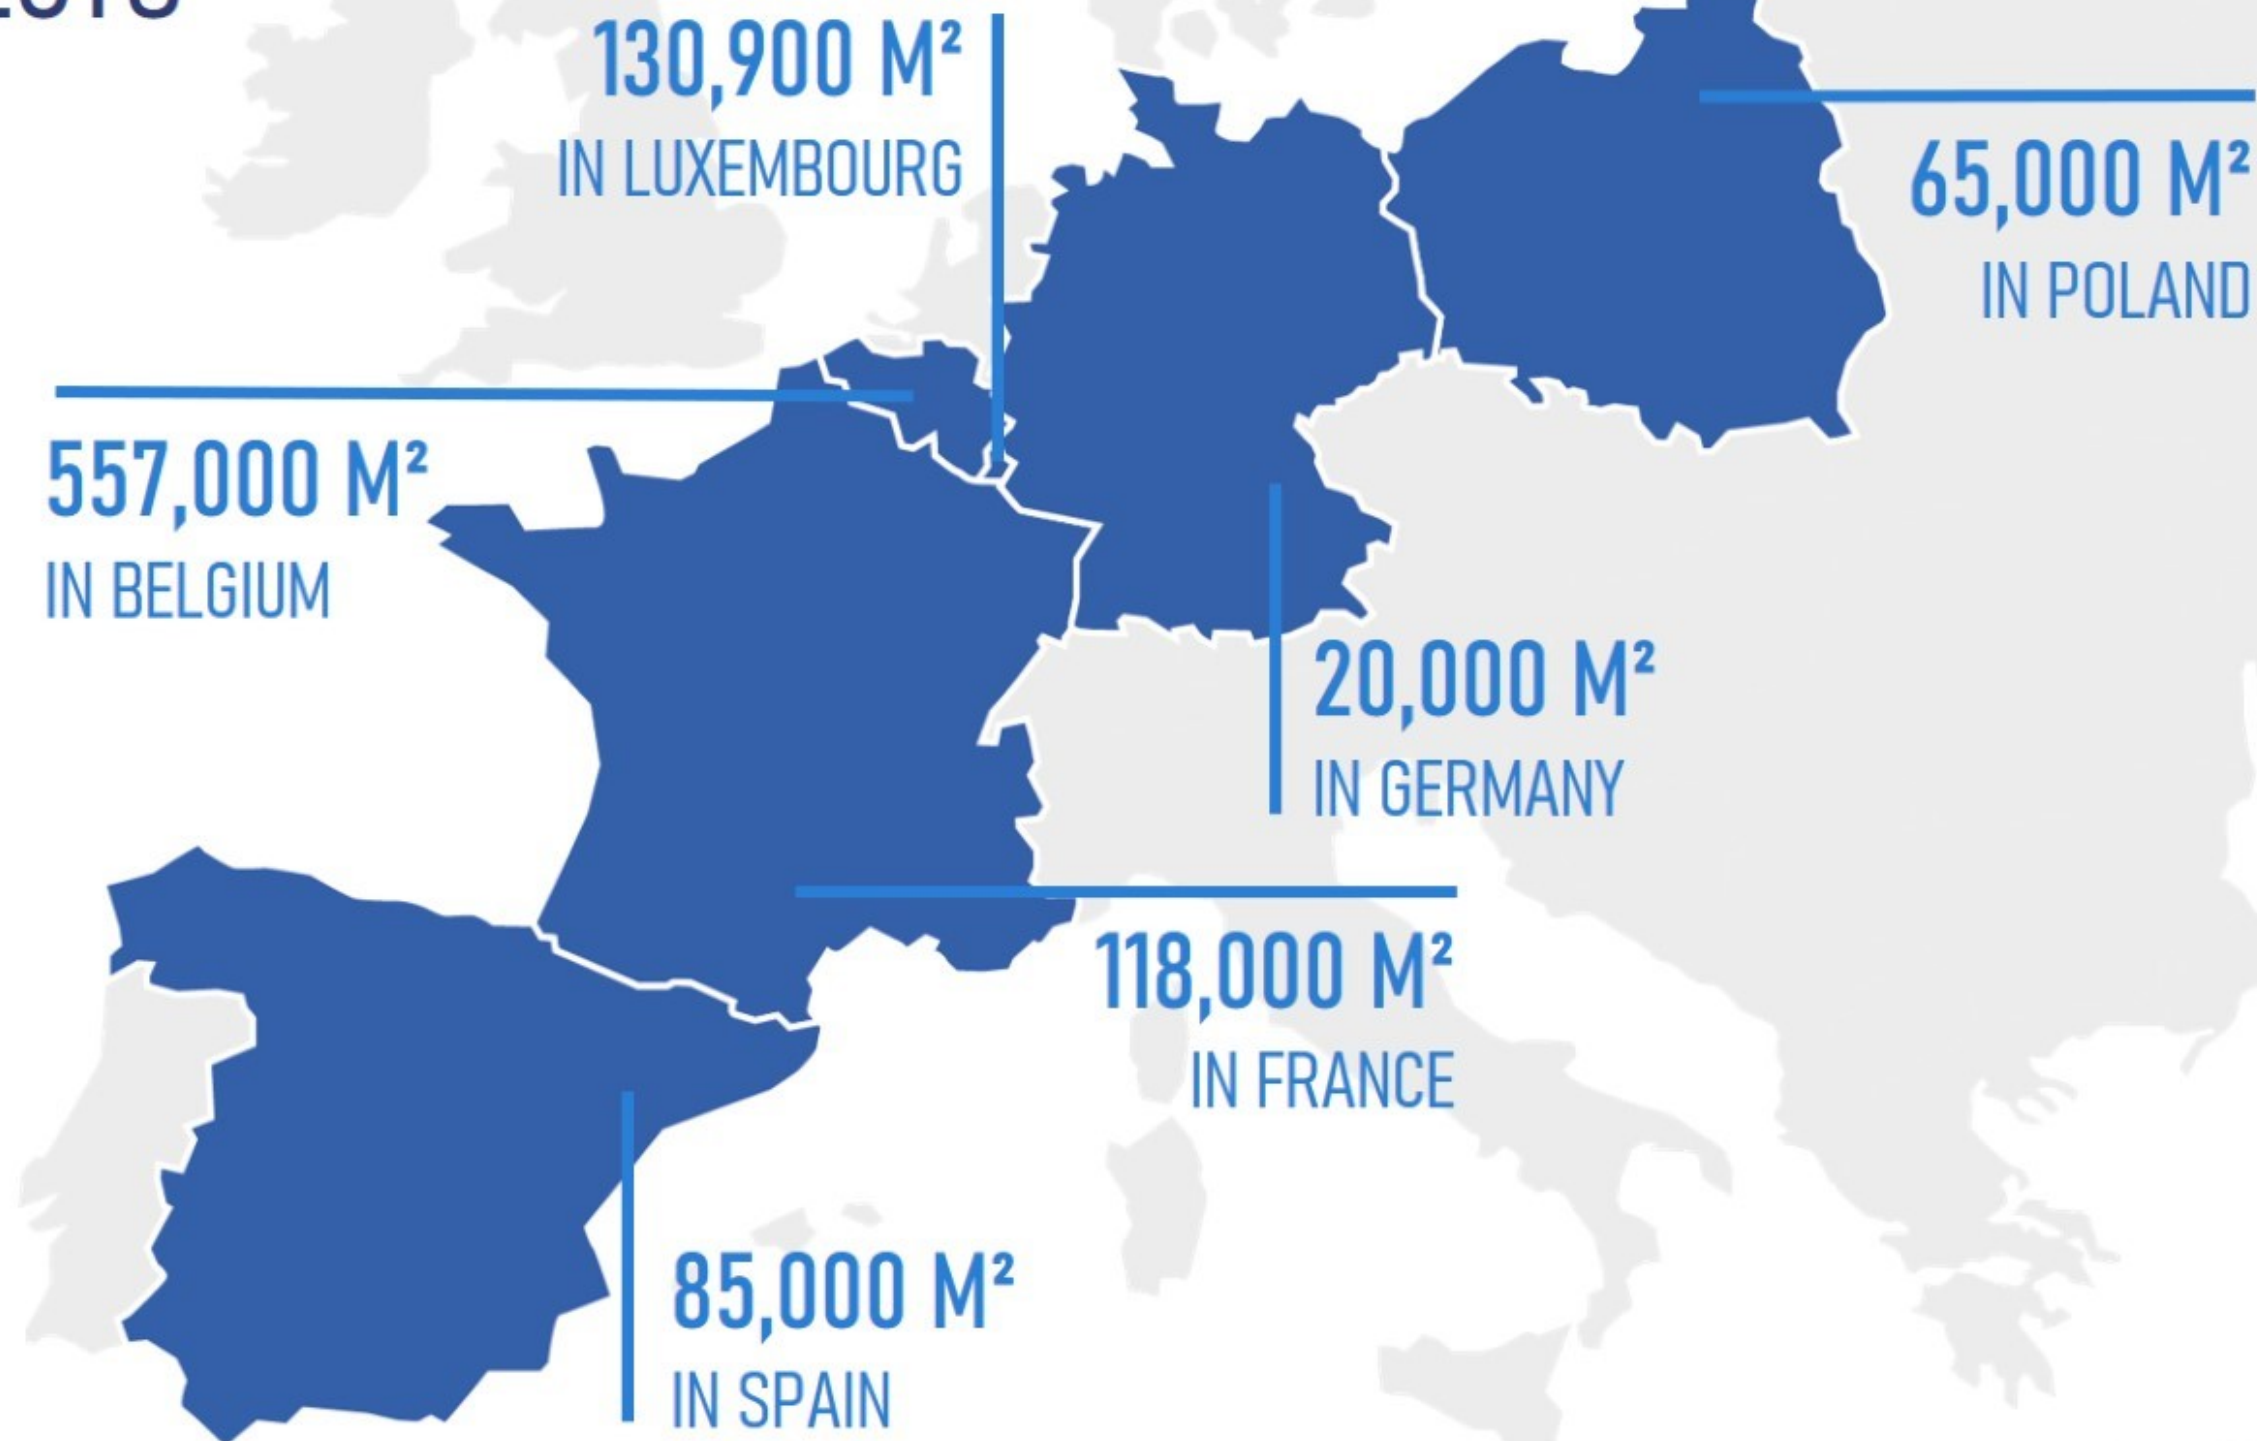 130,900 M²
IN LUXEMBOURG
65,000 M²
IN POLAND
557,000 M²
IN BELGIUM
20,000 M²
IN GERMANY
118,000 M²
IN FRANCE
85,000 M²
IN SPAIN